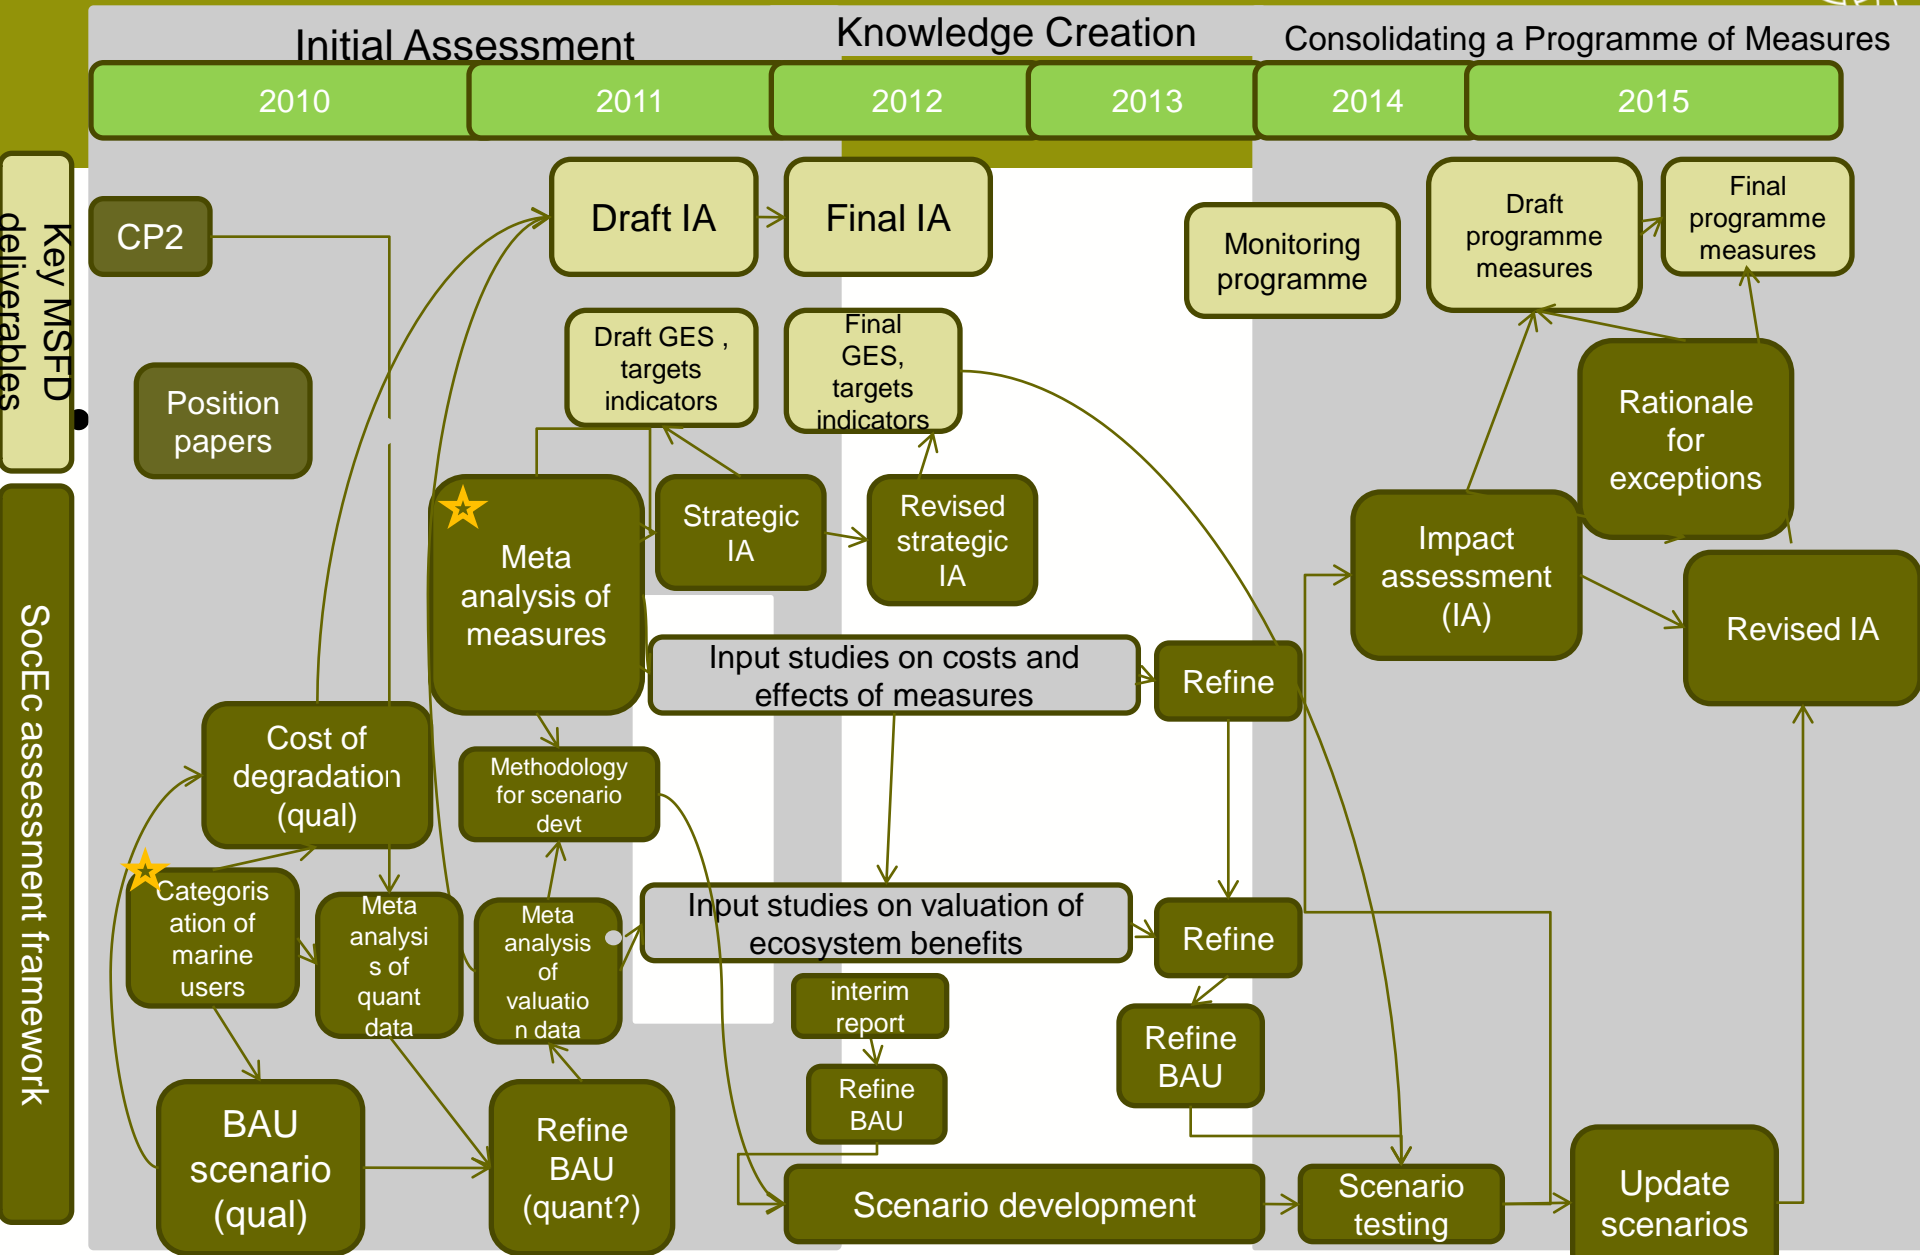 Initial Assessment
Knowledge Creation
Consolidating a Programme of Measures
2010
2011
2012
2013
2014
2015
Key MSFD
deliverables
CP2
Position
papers
Draft IA
Final IA
Draft GES ,
targets
indicators
Final
GES,
targets
indicators
Monitoring
programme
Draft
programme
measures
Final
programme
measures
SocEc assessment framework
Meta
analysis of
measures
Strategic
IA
Revised
strategic
IA
Impact
assessment
(IA)
Rationale
for
exceptions
Revised IA
Input studies on costs and
effects of measures
Refine
Cost of
degradation
(qual)
Methodology
for scenario
devt
Categoris
ation of
marine
users
Meta
analysi
s of
quant
data
Meta
analysis
of
valuatio
n data
Input studies on valuation of
ecosystem benefits
Refine
interim
report
Refine
BAU
Refine
BAU
BAU
scenario
(qual)
Refine
BAU
(quant?)
Scenario development
Scenario
testing
Update
scenarios